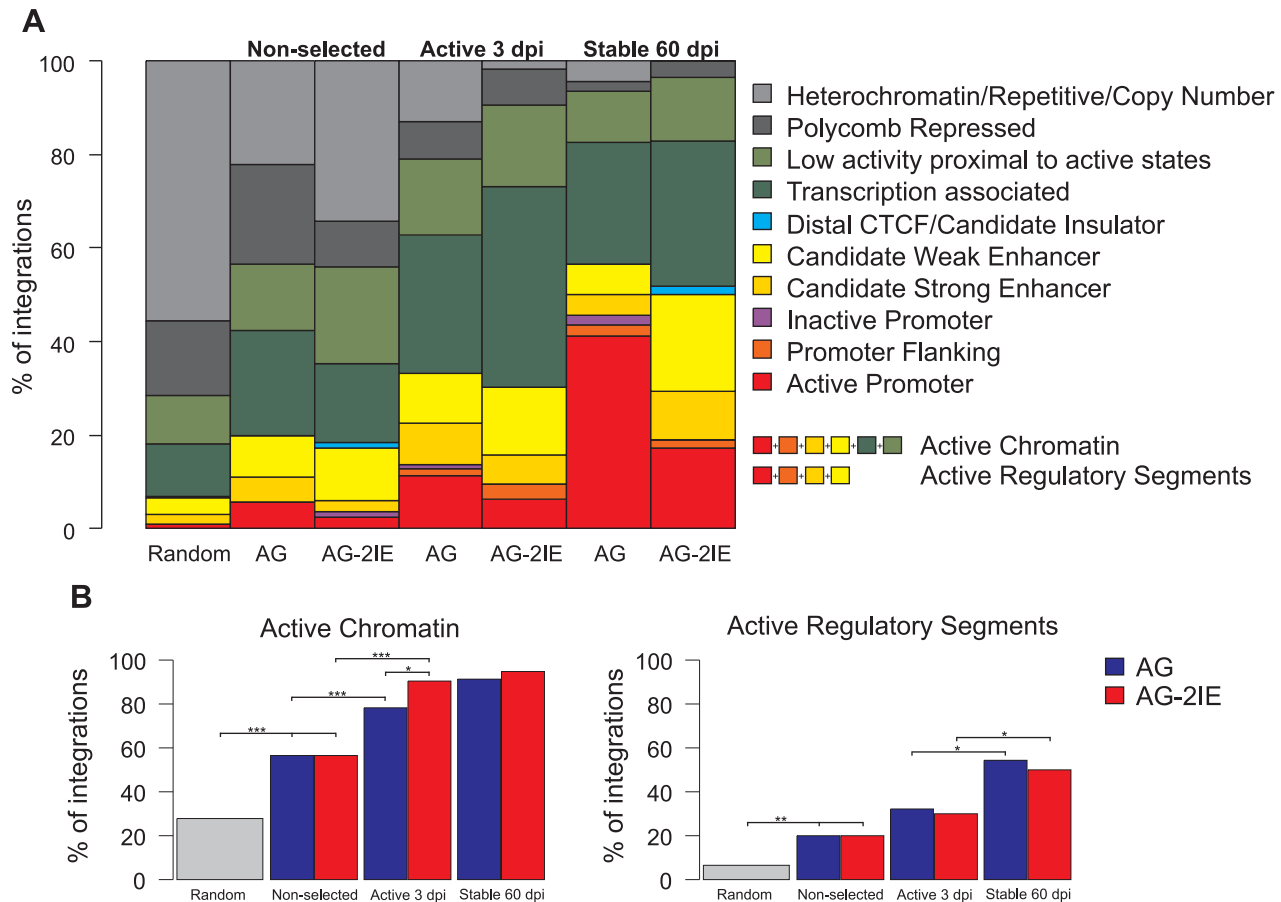 A
Non-selected Active 3 dpi Stable 60 dpi
% of integrations
100
80
60
40
20
0
Random AG AG-2IE AG AG-2IE AG AG-2IE
Heterochromatin/Repetitive/Copy Number
Polycomb Repressed
Low activity proximal to active states
Transcription associated
Distal CTCF/Candidate Insulator
Candidate Weak Enhancer
Candidate Strong Enhancer
Inactive Promoter
Promoter Flanking
Active Promoter
+ + + + + Active Chromatin
+ + + Active Regulatory Segments
B
Active Chromatin
% of integrations
100
80
60
40
20
0
***
*
***
***
Random Non-selected Active 3 dpi Stable 60 dpi
Active Regulatory Segments
% of integrations
100
80
60
40
20
0
*
*
**
Random Non-selected Active 3 dpi Stable 60 dpi
AG
AG-2IE